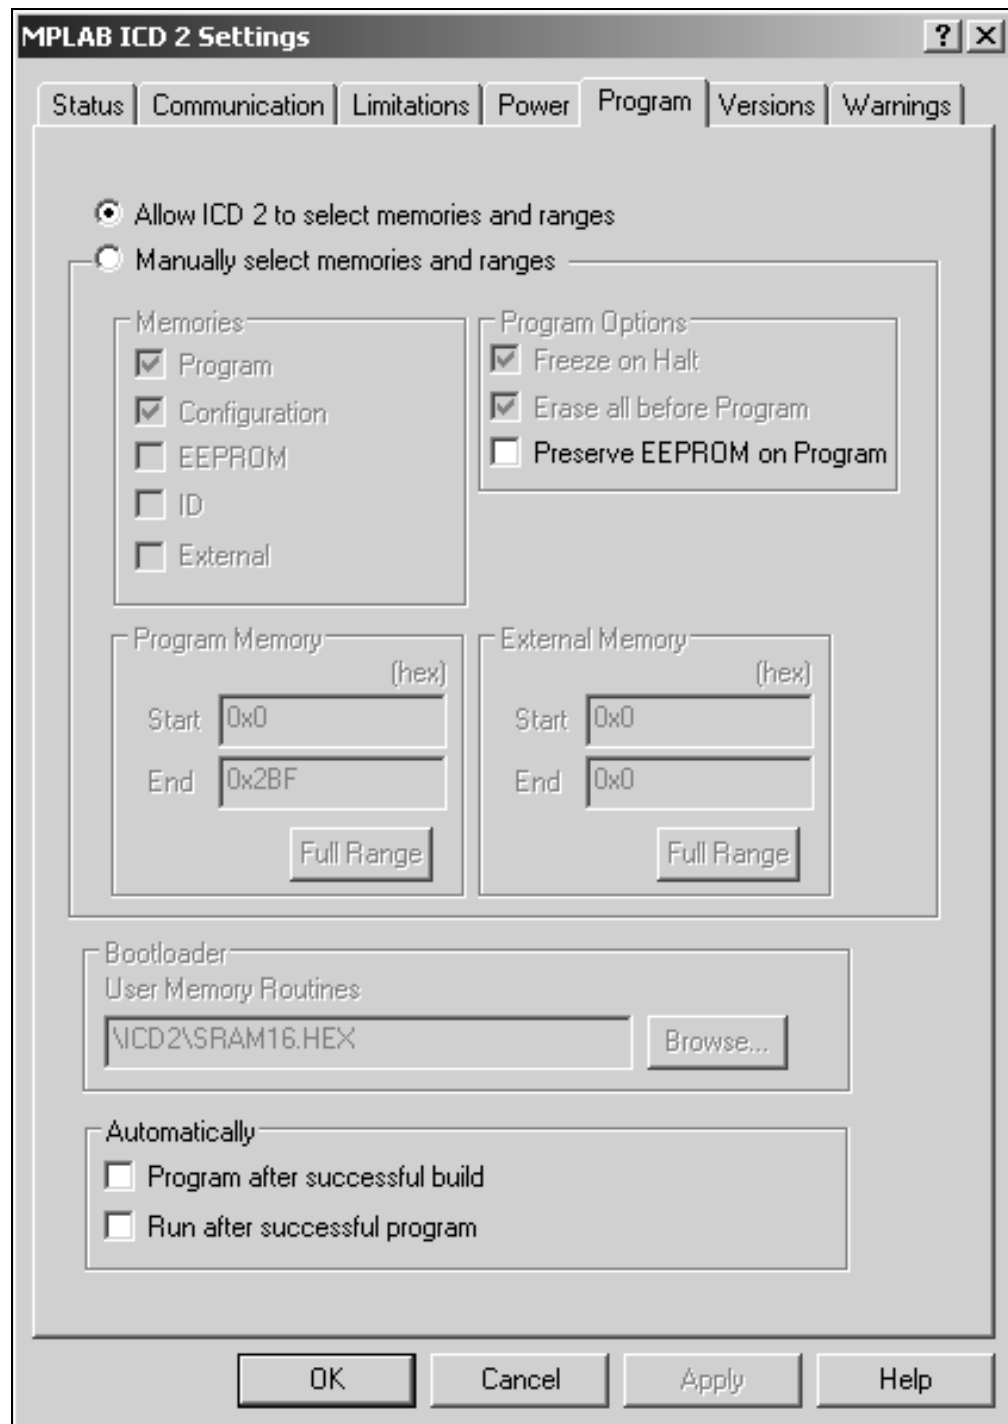 MPLAB ICD 2 Settings
Status Communication Limitations Power Program Versions Warnings
Allow ICD 2 to select memories and ranges
Manually select memories and ranges
Memories
Program
Configuration
EEPROM
ID
External
Program Options
Freeze on Halt
Erase all before Program
Preserve EEPROM on Program
Program Memory
(hex)
Start 0x0
End 0x2BF
Full Range
External Memory
(hex)
Start 0x0
End 0x0
Full Range
Bootloader
User Memory Routines
\ICD2\SRAM16.HEX Browse...
Automatically
Program after successful build
Run after successful program
OK Cancel Apply Help